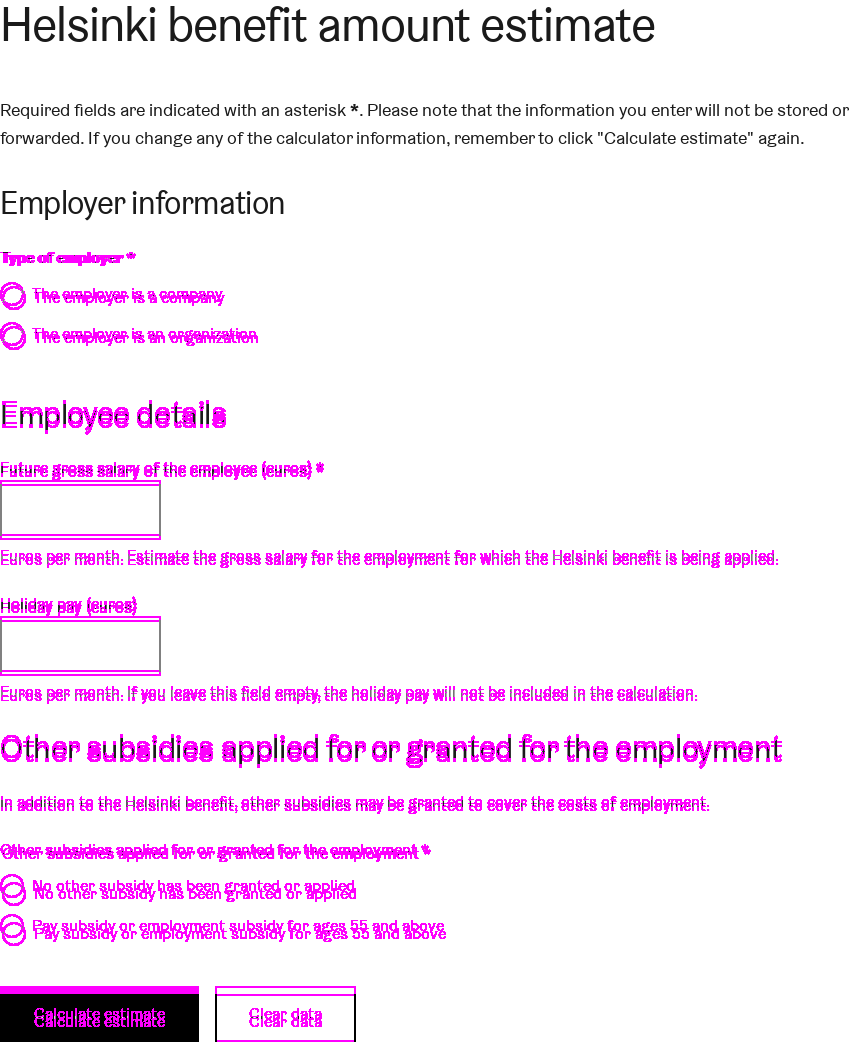 Helsinki benefit amount estimate
Required fields are indicated with an asterisk *. Please note that the information you enter will not be stored or
forwarded. If you change any of the calculator information, remember to click "Calculate estimate" again.
Employer information
Type of employer *
The employer is a company
The employer is an organization
Employee details
Future gross salary of the employee (euros) *
Euros per month. Estimate the gross salary for the employment for which the Helsinki benefit is being applied.
Holiday pay (euros)
Euros per month. If you leave this field empty, the holiday pay will not be included in the calculation.
Other subsidies applied for or granted for the employment
In addition to the Helsinki benefit, other subsidies may be granted to cover the costs of employment.
Other subsidies applied for or granted for the employment *
No other subsidy has been granted or applied
Pay subsidy or employment subsidy for ages 55 and above
Calculate estimate Clear data